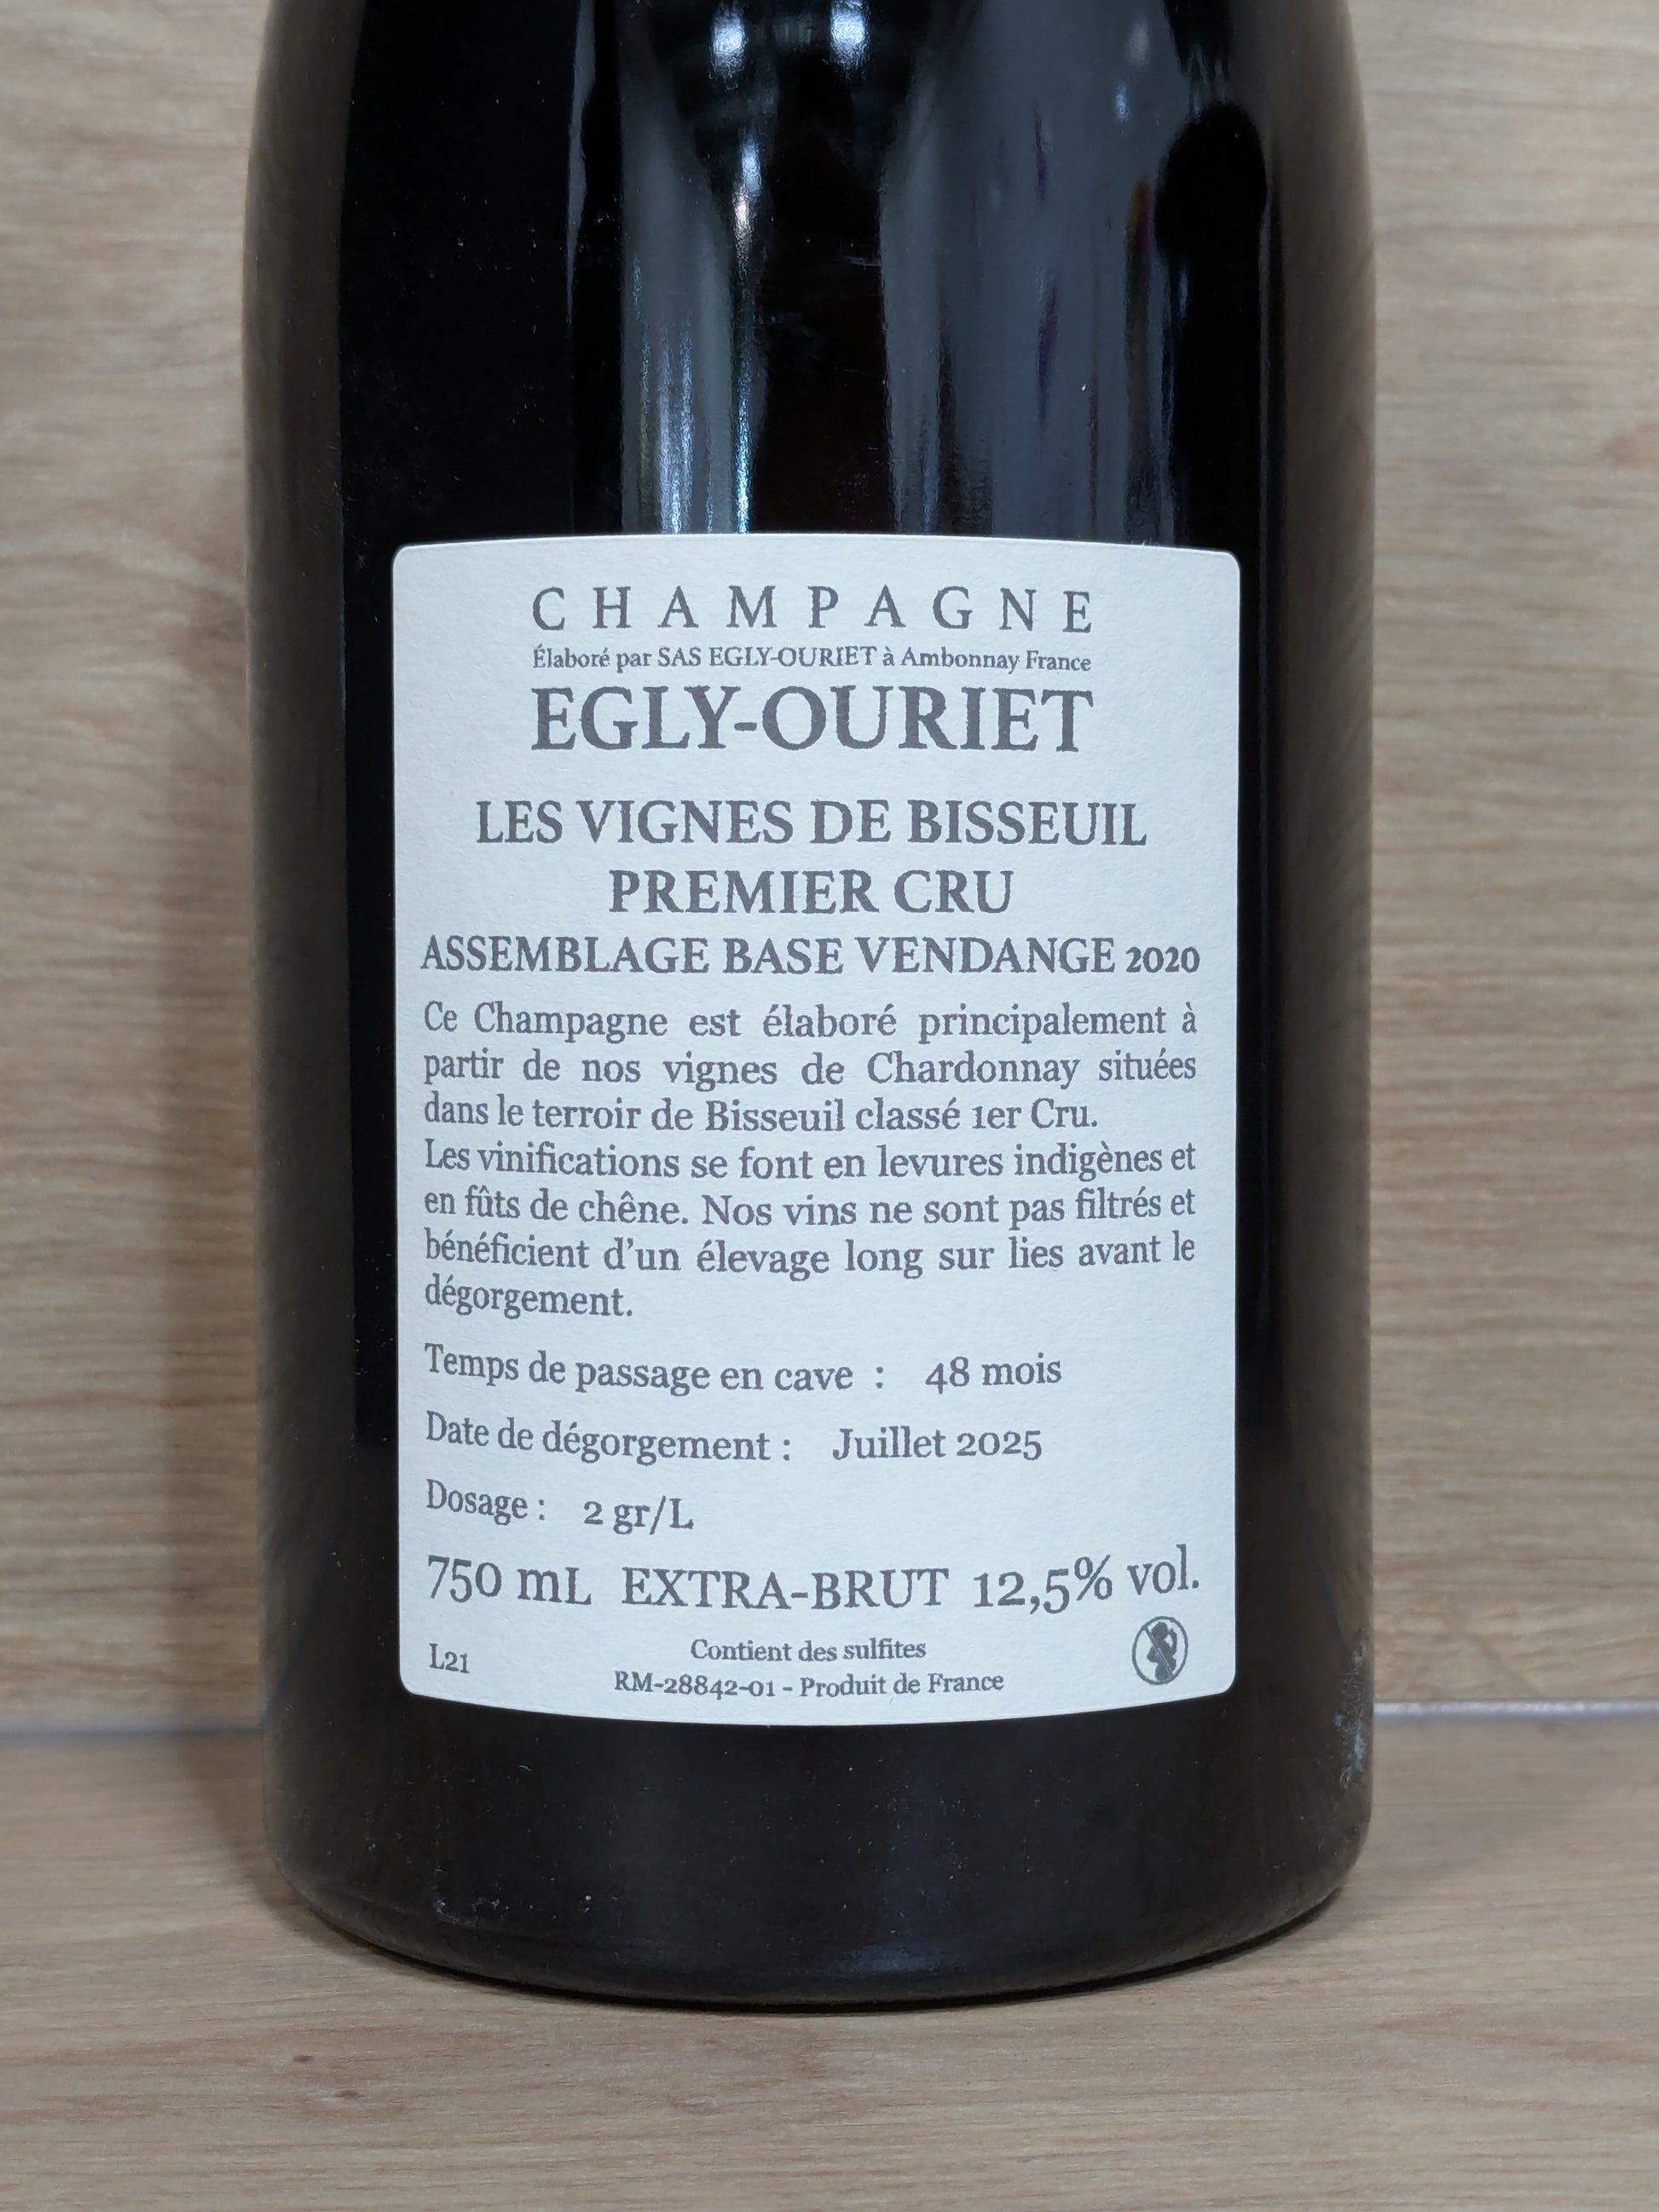 CHAMPAGNE
Élaboré par SAS EGLY-OURIET à Ambonnay France
EGLY-OURIET
LES VIGNES DE BISSEUIL
PREMIER CRU
ASSEMBLAGE BASE VENDANGE 2020
Ce Champagne est élaboré principalement à
partir de nos vignes de Chardonnay situées
dans le terroir de Bisseuil classé 1er Cru.
Les vinifications se font en levures indigènes et
en fûts de chêne. Nos vins ne sont pas filtrés et
bénéficient d'un élevage long sur lies avant le
dégorgement.
Temps de passage en cave : 48 mois
Date de dégorgement : Juillet 2025
Dosage : 2 gr/L
750 mL EXTRA-BRUT 12,5% vol.
L21
Contient des sulfites
RM-28842-01 - Produit de France